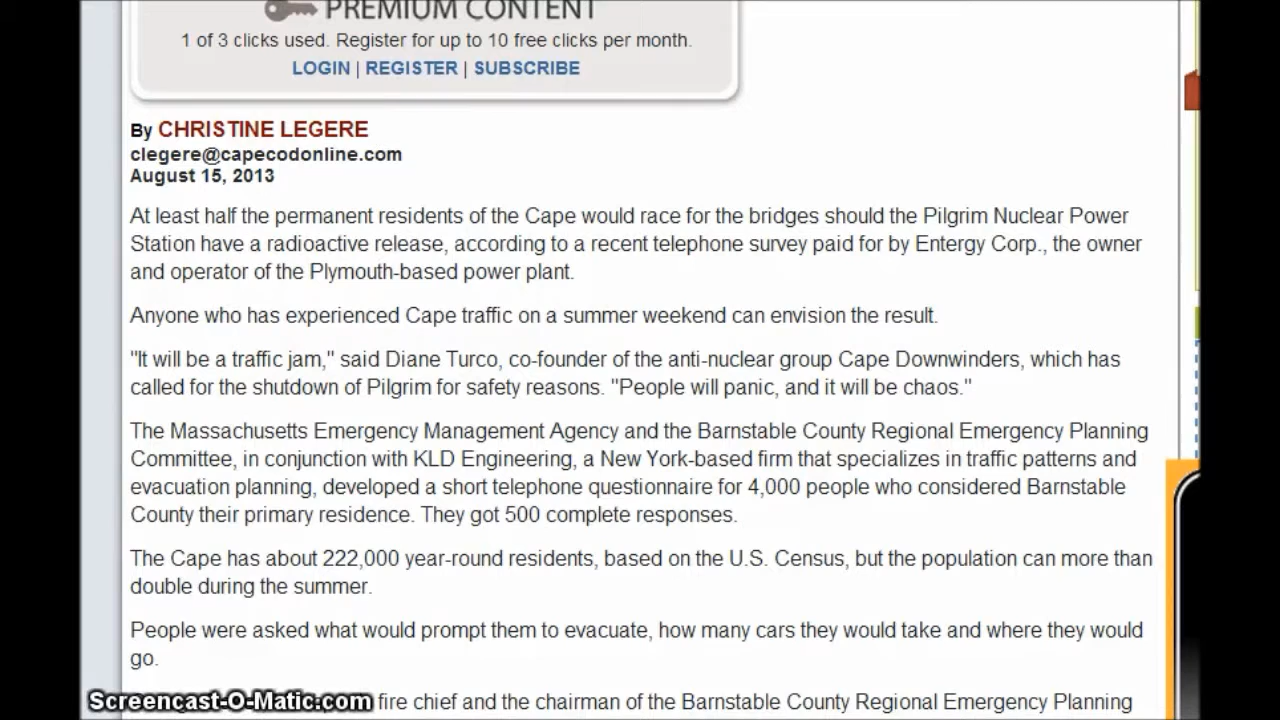 PREMIUM CONTENT
1 of 3 clicks used. Register for up to 10 free clicks per month.
LOGIN | REGISTER | SUBSCRIBE
By CHRISTINE LEGERE
clegere@capecodonline.com
August 15, 2013
At least half the permanent residents of the Cape would race for the bridges should the Pilgrim Nuclear Power
Station have a radioactive release, according to a recent telephone survey paid for by Entergy Corp., the owner
and operator of the Plymouth-based power plant.
Anyone who has experienced Cape traffic on a summer weekend can envision the result.
"It will be a traffic jam," said Diane Turco, co-founder of the anti-nuclear group Cape Downwinders, which has
called for the shutdown of Pilgrim for safety reasons. "People will panic, and it will be chaos."
The Massachusetts Emergency Management Agency and the Barnstable County Regional Emergency Planning
Committee, in conjunction with KLD Engineering, a New York-based firm that specializes in traffic patterns and
evacuation planning, developed a short telephone questionnaire for 4,000 people who considered Barnstable
County their primary residence. They got 500 complete responses.
The Cape has about 222,000 year-round residents, based on the U.S. Census, but the population can more than
double during the summer.
People were asked what would prompt them to evacuate, how many cars they would take and where they would
go.
Screencast-O-Matic.com fire chief and the chairman of the Barnstable County Regional Emergency Planning